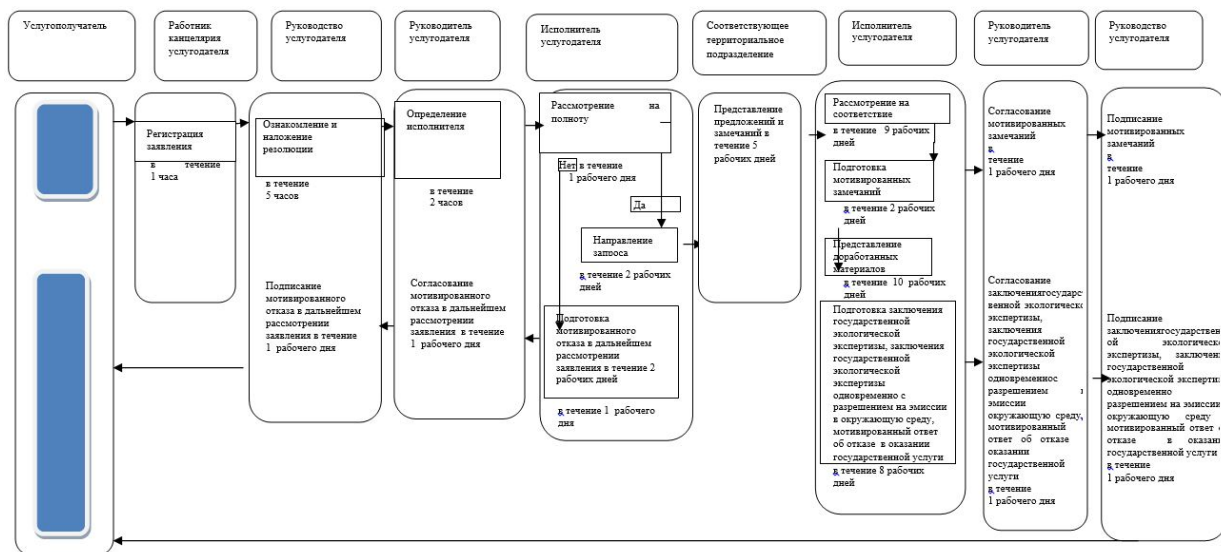 Услугополучатель
Работник
канцелярия
услугодателя
Руководство
услугодателя
Руководитель
услугодателя
Исполнитель
услугодателя
Соответствующее
территориальное
подразделение
Исполнитель
услугодателя
Руководитель
услугодателя
Руководство
услугодателя
Регистрация
заявления
в течение
1 часа
Ознакомление и
наложение
резолюции
в течение
5 часов
Подписание
мотивированного
отказа в дальнейшем
рассмотрении
заявления в течение
1 рабочего дня
Определение
исполнителя
в течение
2 часов
Согласование
мотивированного
отказа в дальнейшем
рассмотрении
заявления в течение
1 рабочего дня
Рассмотрение на
полноту
Нет в течение
1 рабочего дня
Да
Направление
запроса
в течение 2 рабочих
дней
Подготовка
мотивированного
отказа в дальнейшем
рассмотрении
заявления в течение 2
рабочих дней
в течение 1 рабочего
дня
Представление
предложений и
замечаний в
течение 5
рабочих дней
Рассмотрение на
соответствие
в течение 9 рабочих
дней
Подготовка
мотивированных
замечаний
в течение 2 рабочих
дней
Представление
доработанных
материалов
в течение 10 рабочих
дней
Подготовка заключения
государственной
экологической
экспертизы, заключения
государственной
экологической
экспертизы
одновременно с
разрешением на эмиссии
в окружающую среду,
мотивированный ответ
об отказе в оказании
государственной услуги
в течение 8 рабочих
дней
Согласование
мотивированных
замечаний
в
течение
1 рабочего дня
Согласование
заключениягосударс
венной экологическ
экспертизы,
заключения
государственной
экологической
экспертизы
одновременнос
разрешением
эмиссии
окружающую среду,
мотивированный
ответ об отказе
оказании
государственной
услуги
в течение
1 рабочего дня
Подписание
мотивированных
замечаний
в
течение
1 рабочего дня
Подписание
заключениягосударствен
ой экологическ
экспертизы, заключен
государственной
экологической эксперти
одновременно
разрешением на эмиссии
окружающую среду
мотивированный ответ
отказе в оказан
государственной услуги
в течение
1 рабочего дня